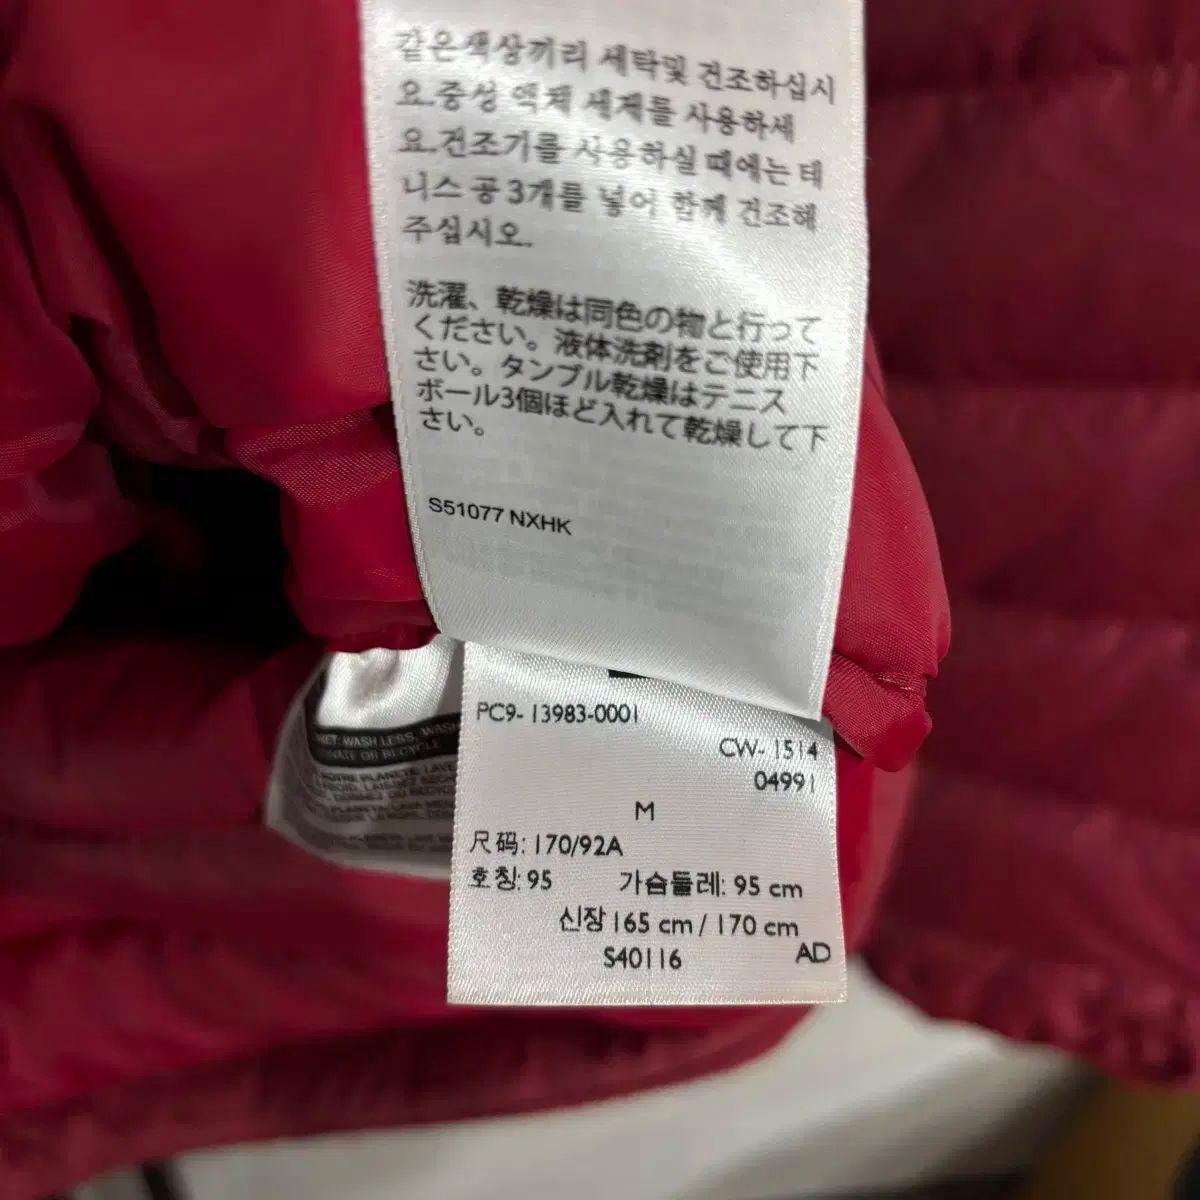 같은색상끼리 세탁및 건조하십시
요.중성 액체 세제를 사용하세
요.건조기를 사용하실 때에는 테
니스 공 3개를 넣어 함께 건조해
주십시오.
洗濯、乾燥は同色の物と行って
ください。液体洗剤をご使用下
さい。タンブル乾燥はテニス
ボール3個ほど入れて乾燥して下
さい。
S51077 NXHK
PC9- 13983-0001
CW- 1514
04991
M
尺码: 170/92A
호칭: 95 가슴둘레: 95 cm
신장 165 cm / 170 cm
S40116 AD
WASH LESS, WASH
OR RECYCLE